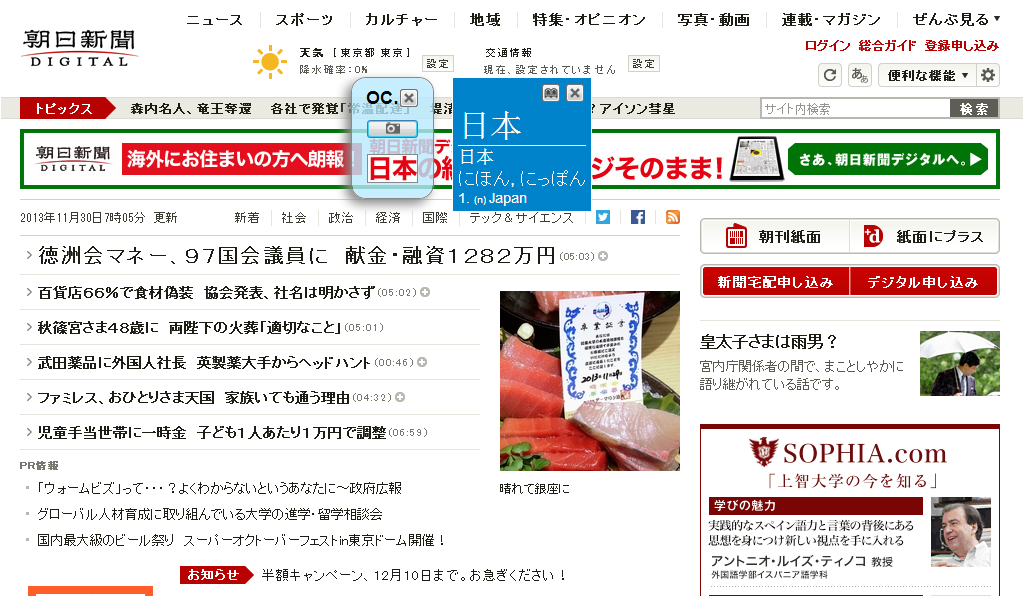 ニュース スポーツ カルチャー 地域 特集・オピニオン 写真・動画 連載・マガジン ぜんぶ見る▼
朝日新聞
DIGITAL
天気 [ 東京都 東京 ]
降水確率:0%
設定
交通情報
現在、設定されていません
設定
ログイン 総合ガイド 登録申し込み
あぁ
便利な機能 ▼
トピックス
森内名人、竜王奪還 各社で発覚「常温配達」 提
アイソン彗星
サイト内検索
検索
OC.
日本
日本
にほん, にっぽん
1. (n) Japan
朝日新聞
DIGITAL
海外にお住まいの方へ朗報!
日本の
ジそのまま!
さあ、朝日新聞デジタルへ。
2013年11月30日7時05分 更新
新着 社会 政治 経済 国際 テック&サイエンス
徳洲会マネー、97国会議員に 献金・融資1282万円(05:03)
百貨店66%で食材偽装 協会発表、社名は明かさず(05:02)
秋篠宮さま48歳に 両陛下の火葬「適切なこと」(05:01)
武田薬品に外国人社長 英製薬大手からヘッドハント(00:46)
ファミレス、おひとりさま天国 家族いても通う理由(04:32)
児童手当世帯に一時金 子ども1人あたり1万円で調整(06:59)
卒業証書
2013年11月29日
晴れて銀座に
PR情報
「ウォームビズ」って・・・?よくわからないというあなたに～政府広報
グローバル人材育成に取り組んでいる大学の進学・留学相談会
国内最大級のビール祭り スーパーオクトーバーフェストin東京ドーム開催!
お知らせ
半額キャンペーン、12月10日まで。お急ぎください!
朝刊紙面
紙面にプラス
新聞宅配申し込み
デジタル申し込み
皇太子さまは雨男?
宮内庁関係者の間で、まことしやかに
語り継がれている話です。
SOPHIA.com
「上智大学の今を知る」
学びの魅力
実践的なスペイン語力と言葉の背後にある
思想を身につけ新しい視点を手に入れる
アントニオ・ルイズ・ティノコ 教授
外国語学部イスパニア語学科